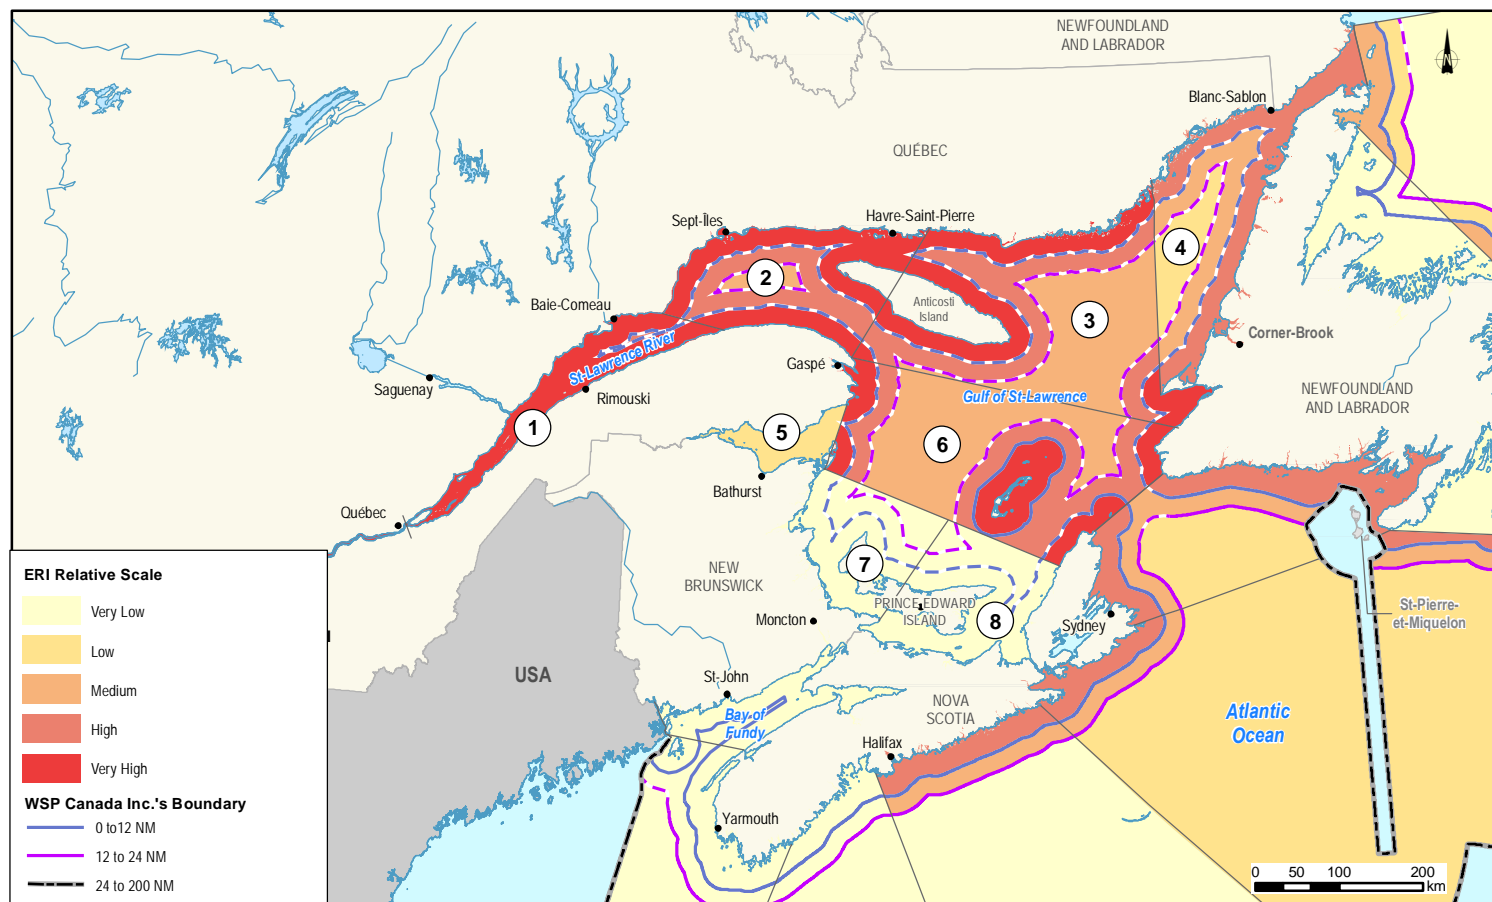 NEWFOUNDLAND
AND LABRADOR
N
Blanc-Sablon
QUÉBEC
Sept-Îles
Havre-Saint-Pierre
4
2
Baie-Comeau
Anticosti
Island
3
Corner-Brook
St-Lawrence River
Gaspé
Saguenay
Rimouski
Gulf of St-Lawrence
NEWFOUNDLAND
AND LABRADOR
1
5
6
Bathurst
Québec
7
NEW
BRUNSWICK
PRINCE EDWARD
ISLAND
8
Moncton
Sydney
St-Pierre-
et-Miquelon
USA
St-John
Bay of
Fundy
NOVA
SCOTIA
Atlantic
Ocean
Halifax
Yarmouth
ERI Relative Scale
Very Low
Low
Medium
High
Very High
WSP Canada Inc.'s Boundary
0 to12 NM
12 to 24 NM
24 to 200 NM
0 50 100 200
km